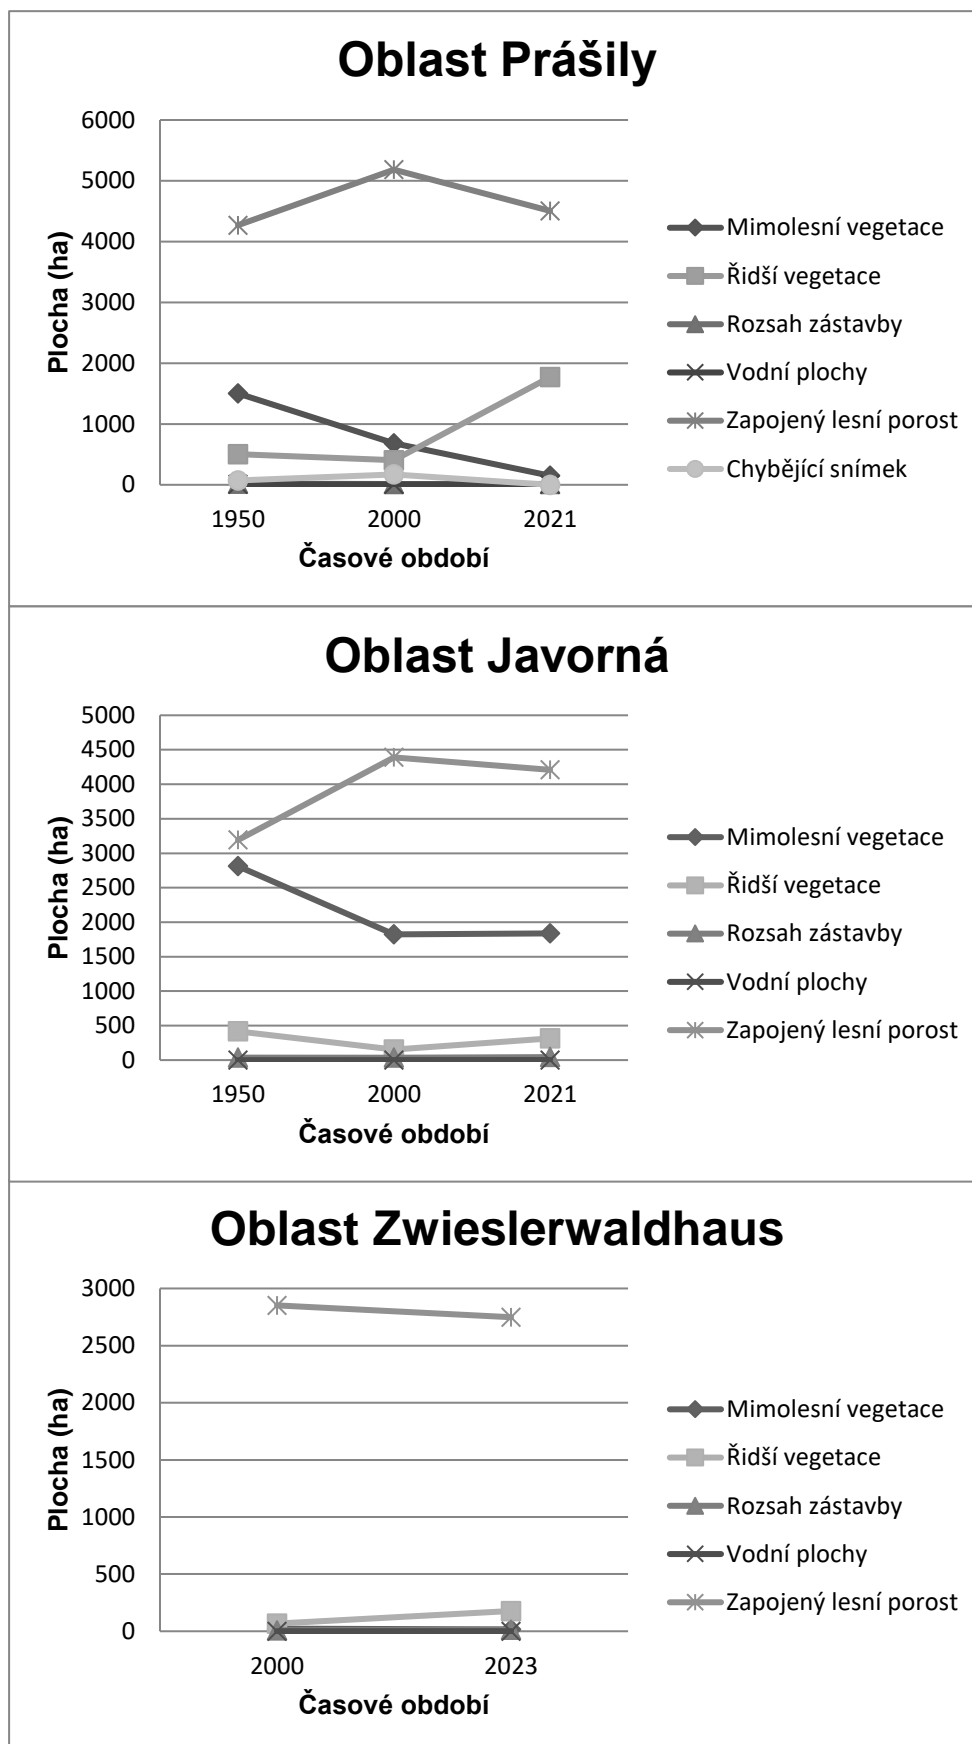 Oblast Prášily
6000
5000
4000
3000
2000
1000
0
Plocha (ha)
1950 2000 2021
Časové období
Mimolesní vegetace
Řidší vegetace
Rozsah zástavby
Vodní plochy
Zapojený lesní porost
Chybějící snímek
Oblast Javorná
5000
4500
4000
3500
3000
2500
2000
1500
1000
500
0
Plocha (ha)
1950 2000 2021
Časové období
Mimolesní vegetace
Řidší vegetace
Rozsah zástavby
Vodní plochy
Zapojený lesní porost
Oblast Zwieslerwaldhaus
3000
2500
2000
1500
1000
500
0
Plocha (ha)
2000 2023
Časové období
Mimolesní vegetace
Řidší vegetace
Rozsah zástavby
Vodní plochy
Zapojený lesní porost